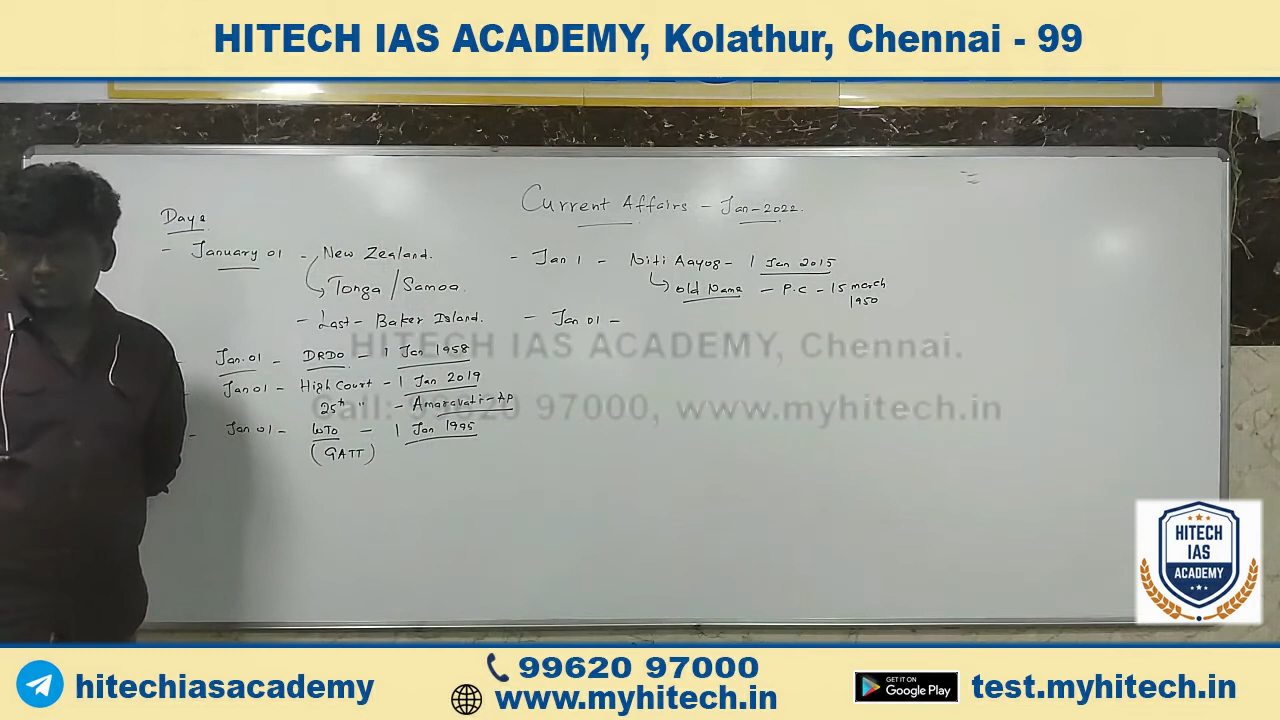 HITECH IAS ACADEMY, Kolathur, Chennai - 99
Current Affairs - Jan-2022.
Days
- January 01 - New Zealand.
Tonga / Samoa.
- Last - Baker Island.
- Jan 01 - DRDO - 1 Jan 1958
- Jan 01 - High Court - 1 Jan 2019
25th " - Amaravati - AP
- Jan 01 - WTO - 1 Jan 1995
(GATT)
- Jan 1 - Niti Aayog - 1 Jan 2015
Old Name - P.C - 15 march
1950
- Jan 01 -
HITECH IAS ACADEMY, Chennai.
Call: 99620 97000, www.myhitech.in
HITECH
IAS
ACADEMY
hitechiasacademy
99620 97000
www.myhitech.in
GET IT ON
Google Play
test.myhitech.in